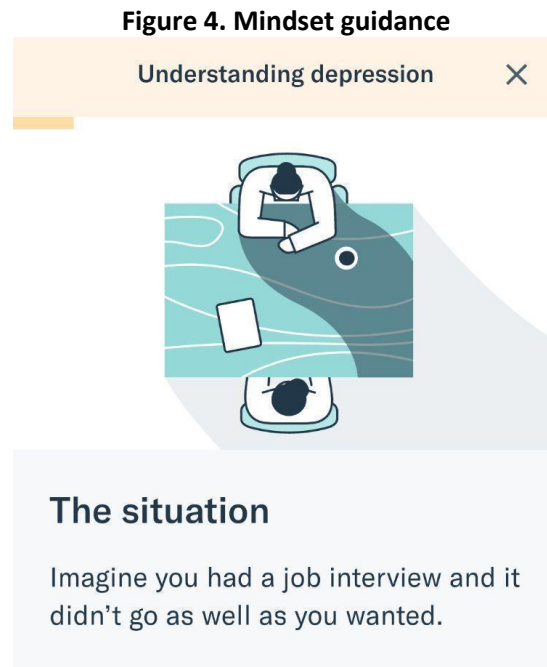 Figure 4. Mindset guidance
Understanding depression
The situation
Imagine you had a job interview and it
didn’t go as well as you wanted.